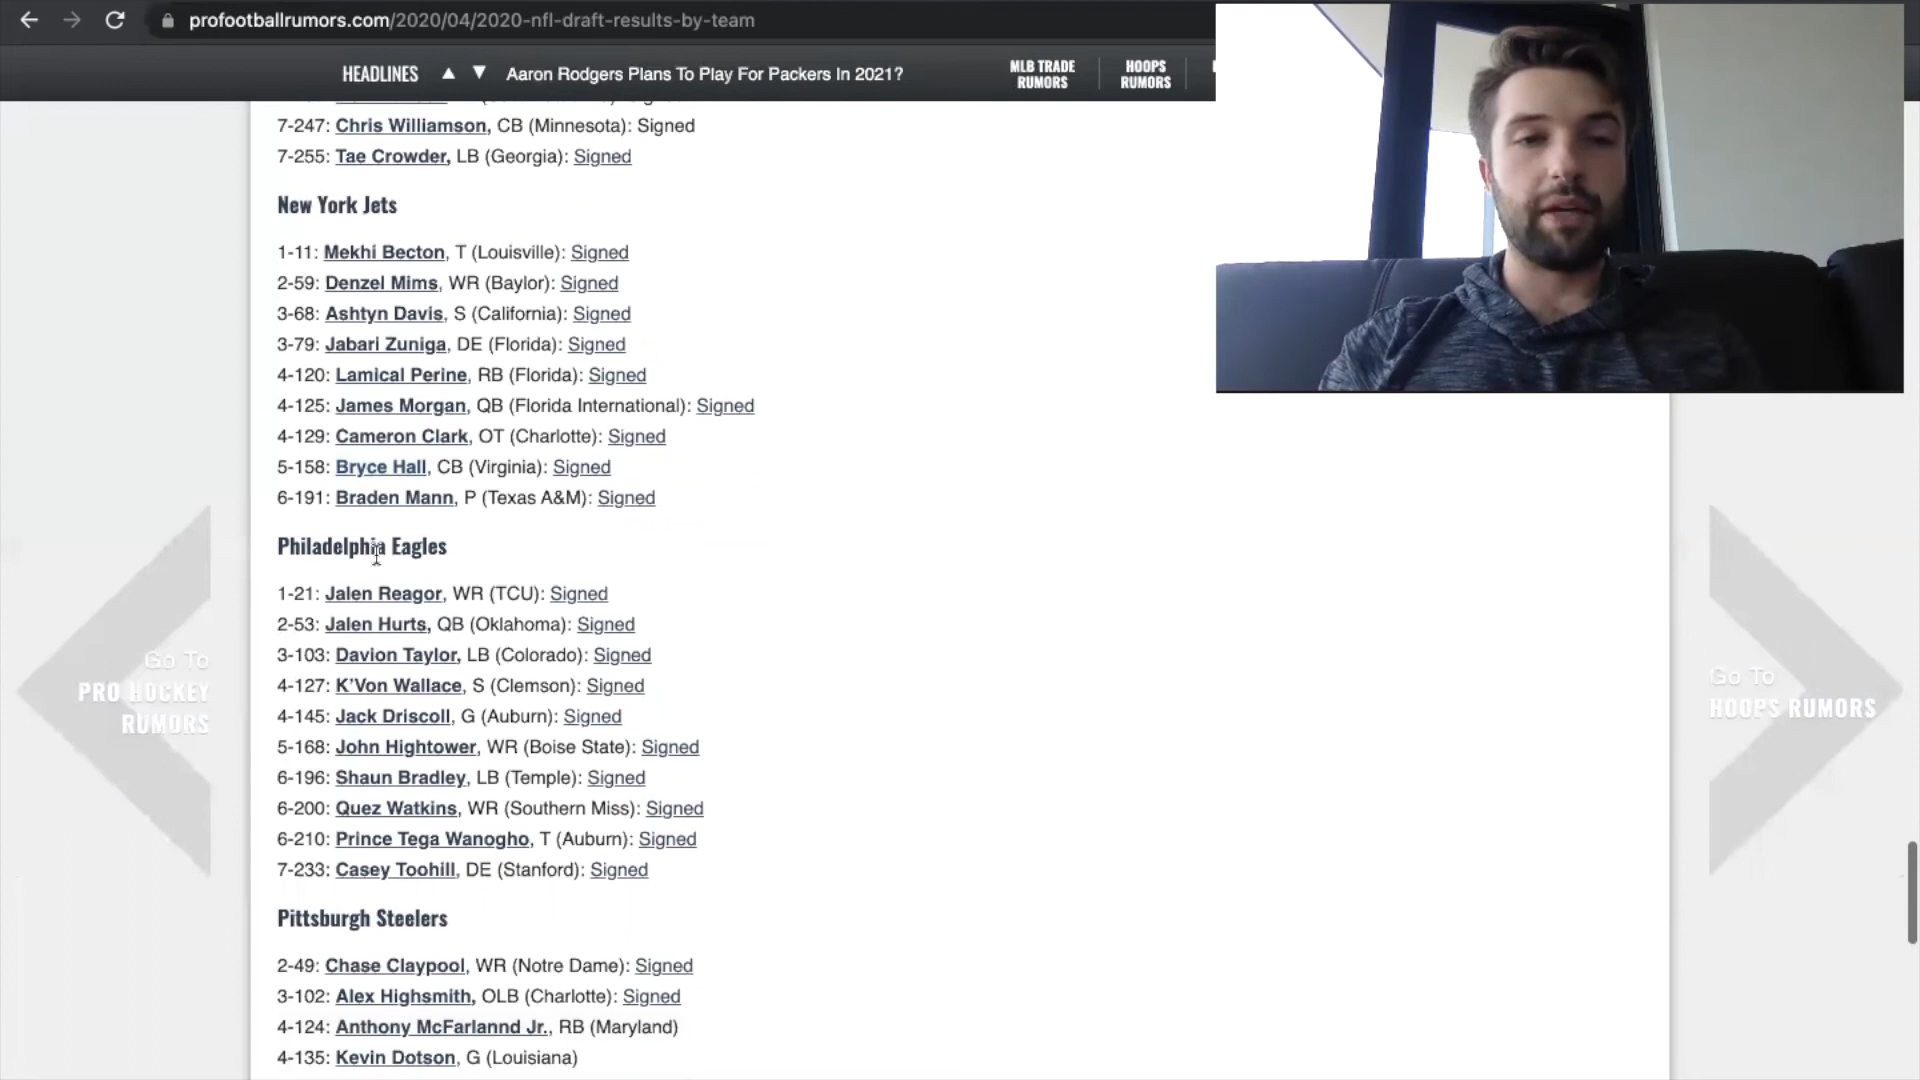 profootballrumors.com/2020/04/2020-nfl-draft-results-by-team
HEADLINES ▲ ▼ Aaron Rodgers Plans To Play For Packers In 2021?
MLB TRADE
RUMORS
HOOPS
RUMORS
7-247: Chris Williamson, CB (Minnesota): Signed
7-255: Tae Crowder, LB (Georgia): Signed
New York Jets
1-11: Mekhi Becton, T (Louisville): Signed
2-59: Denzel Mims, WR (Baylor): Signed
3-68: Ashtyn Davis, S (California): Signed
3-79: Jabari Zuniga, DE (Florida): Signed
4-120: Lamical Perine, RB (Florida): Signed
4-125: James Morgan, QB (Florida International): Signed
4-129: Cameron Clark, OT (Charlotte): Signed
5-158: Bryce Hall, CB (Virginia): Signed
6-191: Braden Mann, P (Texas A&M): Signed
Philadelphia Eagles
1-21: Jalen Reagor, WR (TCU): Signed
2-53: Jalen Hurts, QB (Oklahoma): Signed
3-103: Davion Taylor, LB (Colorado): Signed
4-127: K’Von Wallace, S (Clemson): Signed
4-145: Jack Driscoll, G (Auburn): Signed
5-168: John Hightower, WR (Boise State): Signed
6-196: Shaun Bradley, LB (Temple): Signed
6-200: Quez Watkins, WR (Southern Miss): Signed
6-210: Prince Tega Wanogho, T (Auburn): Signed
7-233: Casey Toohill, DE (Stanford): Signed
Pittsburgh Steelers
2-49: Chase Claypool, WR (Notre Dame): Signed
3-102: Alex Highsmith, OLB (Charlotte): Signed
4-124: Anthony McFarlannd Jr., RB (Maryland)
4-135: Kevin Dotson, G (Louisiana)
Go To
PRO HOCKEY
RUMORS
Go To
HOOPS RUMORS